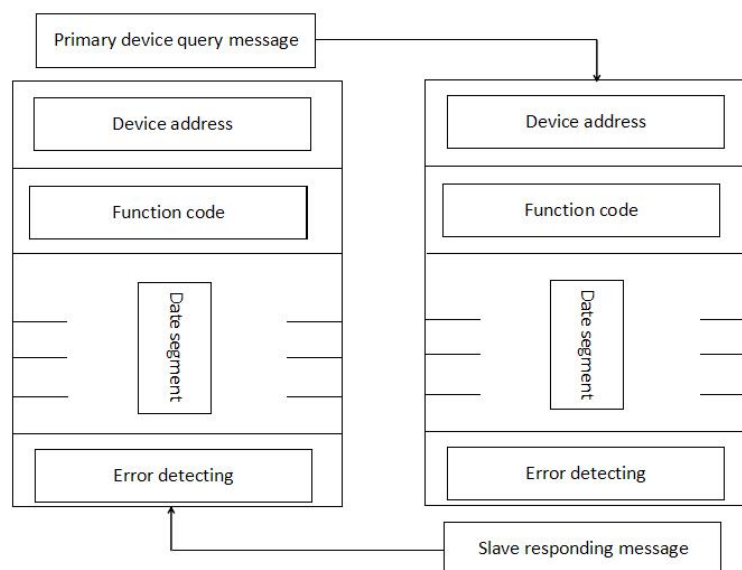 Primary device query message
Device address
Function code
Date segment
Error detecting
Device address
Function code
Date segment
Error detecting
Slave responding message